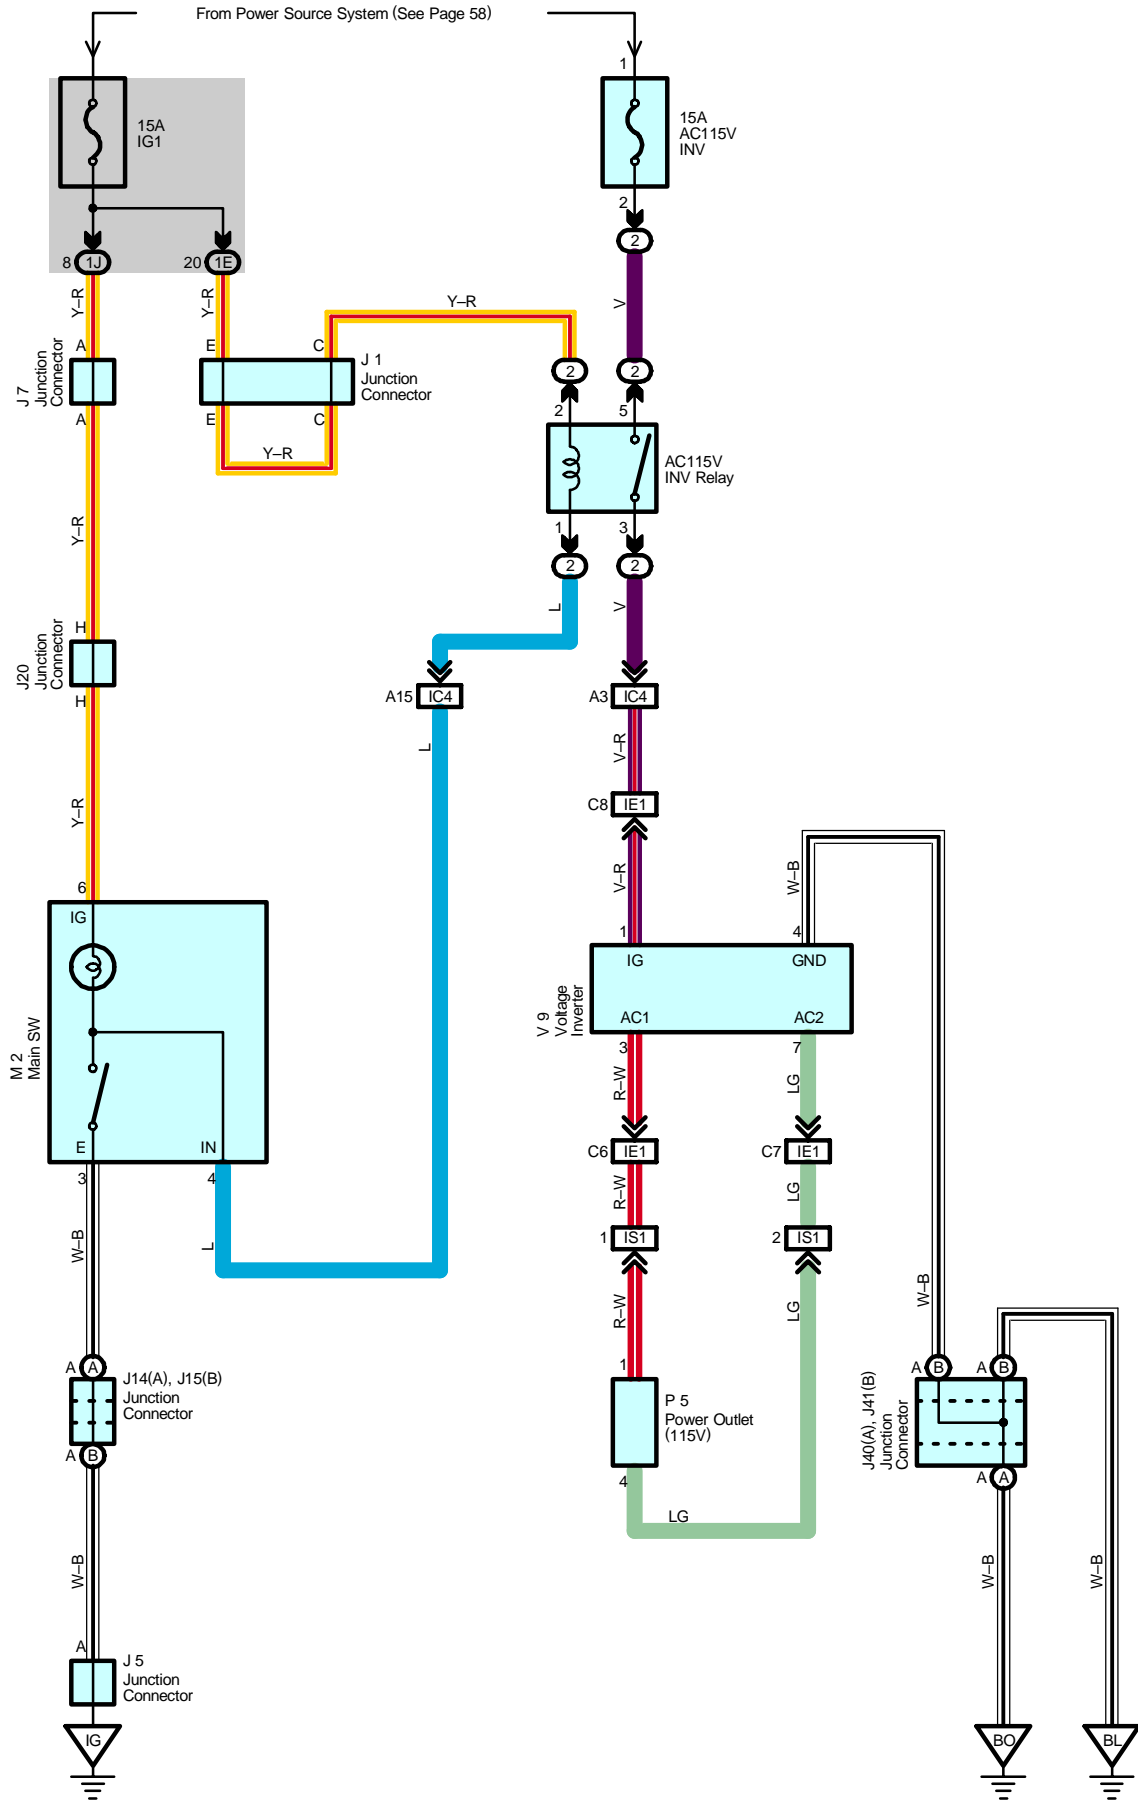 From Power Source System (See Page 58)
1
15A
IG1
15A
AC115V
INV
2
2
8 1J
20 1E
Y–R
Y–R
Y–R
V
A
E
C
J 1
Junction
Connector
2
2
J 7
Junction
Connector
A
E
C
2
5
Y–R
AC115V
INV Relay
1
3
2
2
Y–R
L
V
H
J20
Junction
Connector
H
A15 IC4
A3 IC4
L
V–R
Y–R
C8 IE1
V–R
W–B
6
1
4
IG
IG
GND
V 9
Voltage
Inverter
AC1
AC2
3
7
M 2
Main SW
R–W
LG
E
IN
C6 IE1
C7 IE1
3
4
R–W
LG
W–B
L
1 IS1
2 IS1
R–W
LG
W–B
1
A A
J14(A), J15(B)
Junction
Connector
A B
A B
A B
P 5
Power Outlet
(115V)
J40(A), J41(B)
Junction
Connector
4
A A
LG
W–B
W–B
W–B
A
J 5
Junction
Connector
IG
BO
BL